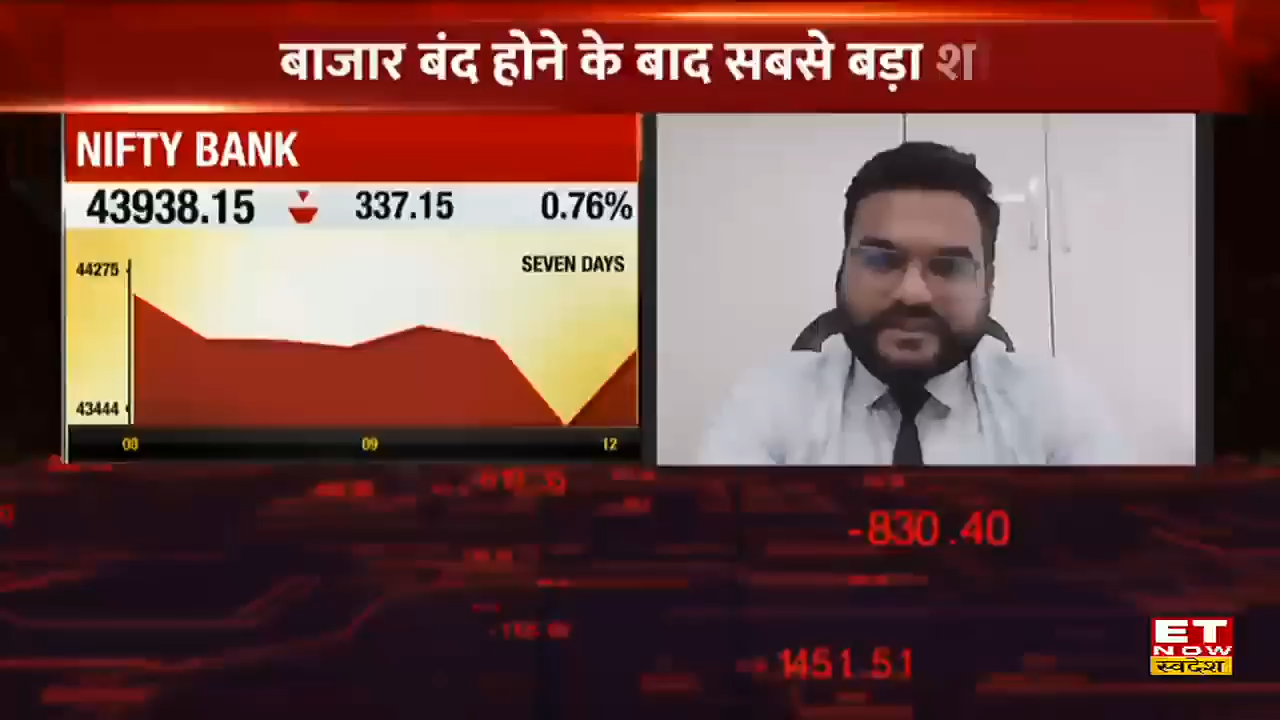 बाजार बंद होने के बाद सबसे बड़ा श
NIFTY BANK
43938.15 337.15 0.76%
SEVEN DAYS
44275
43444
08 09 12
-830.40
1451.51
ET
NOW
स्वदेश